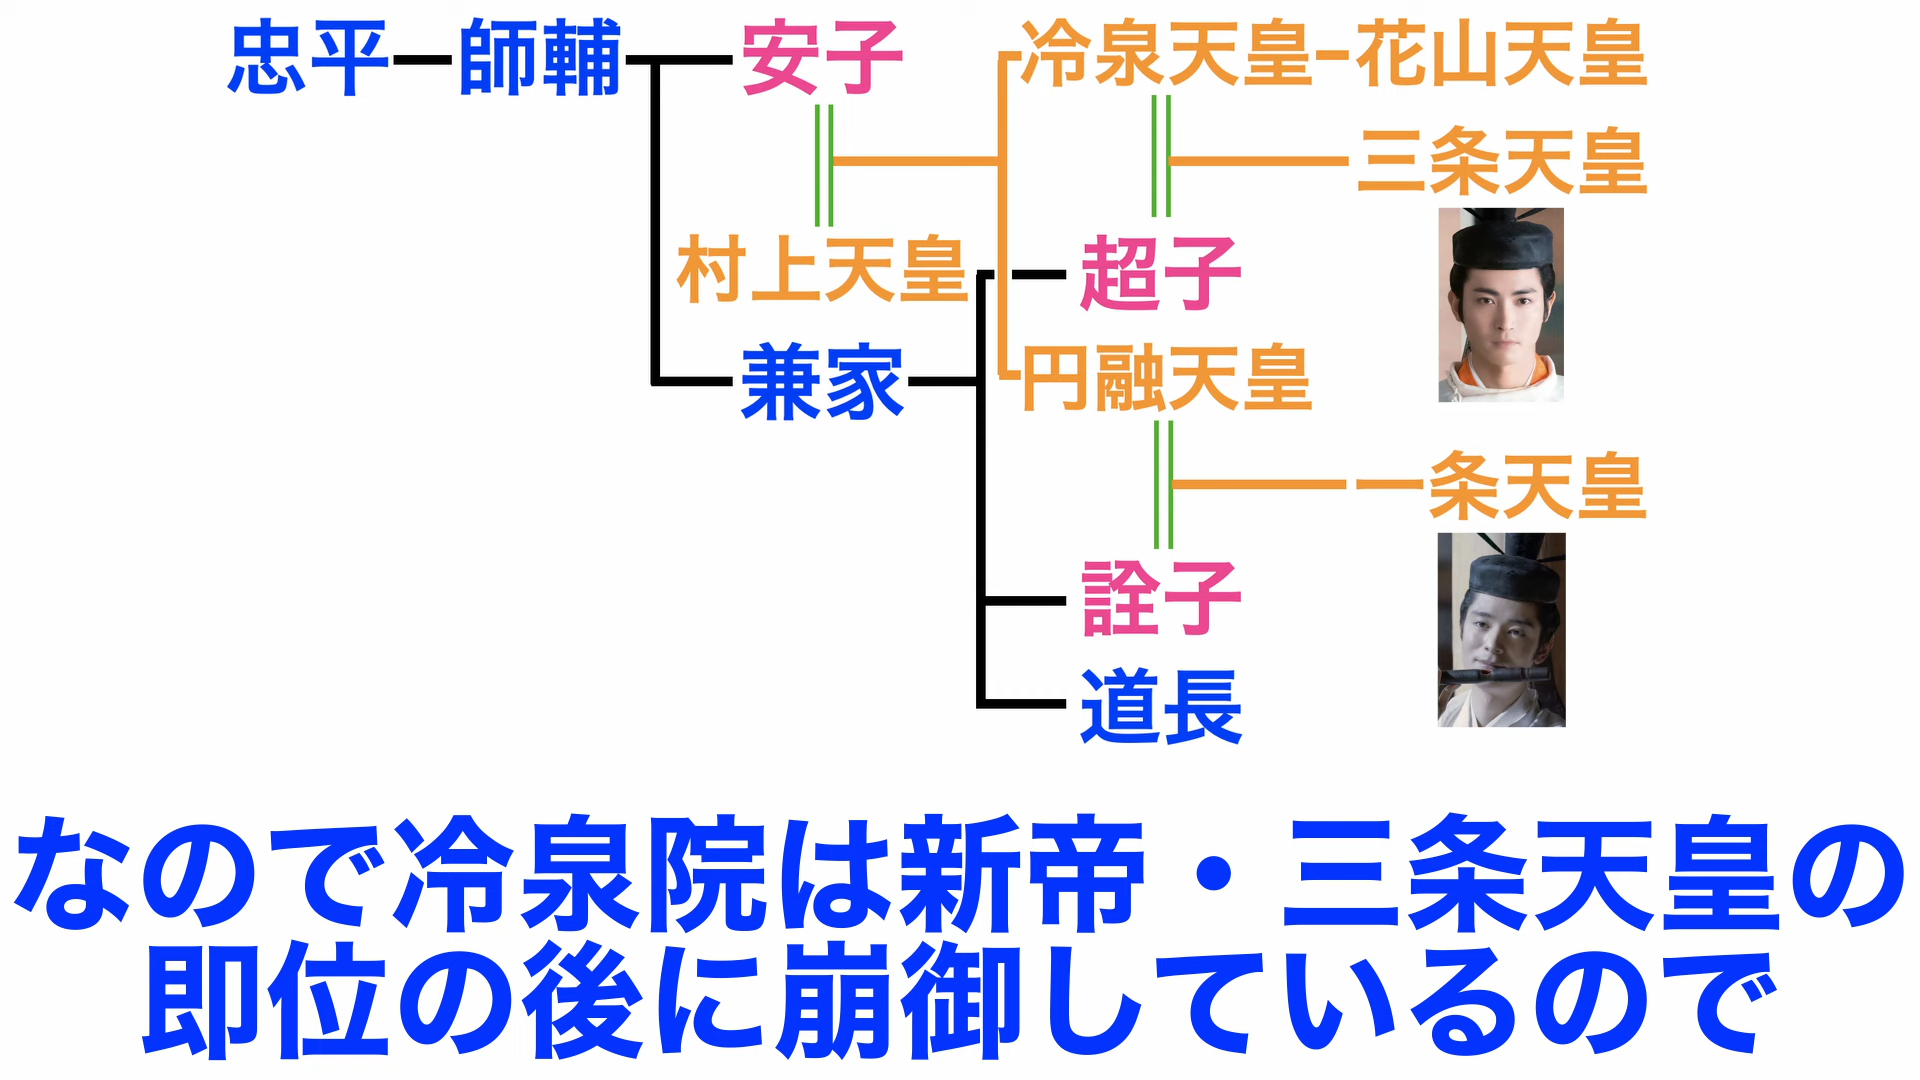 忠平
師輔
安子
冷泉天皇
花山天皇
三条天皇
村上天皇
超子
兼家
円融天皇
一条天皇
詮子
道長
なので冷泉院は新帝・三条天皇の
即位の後に崩御しているので